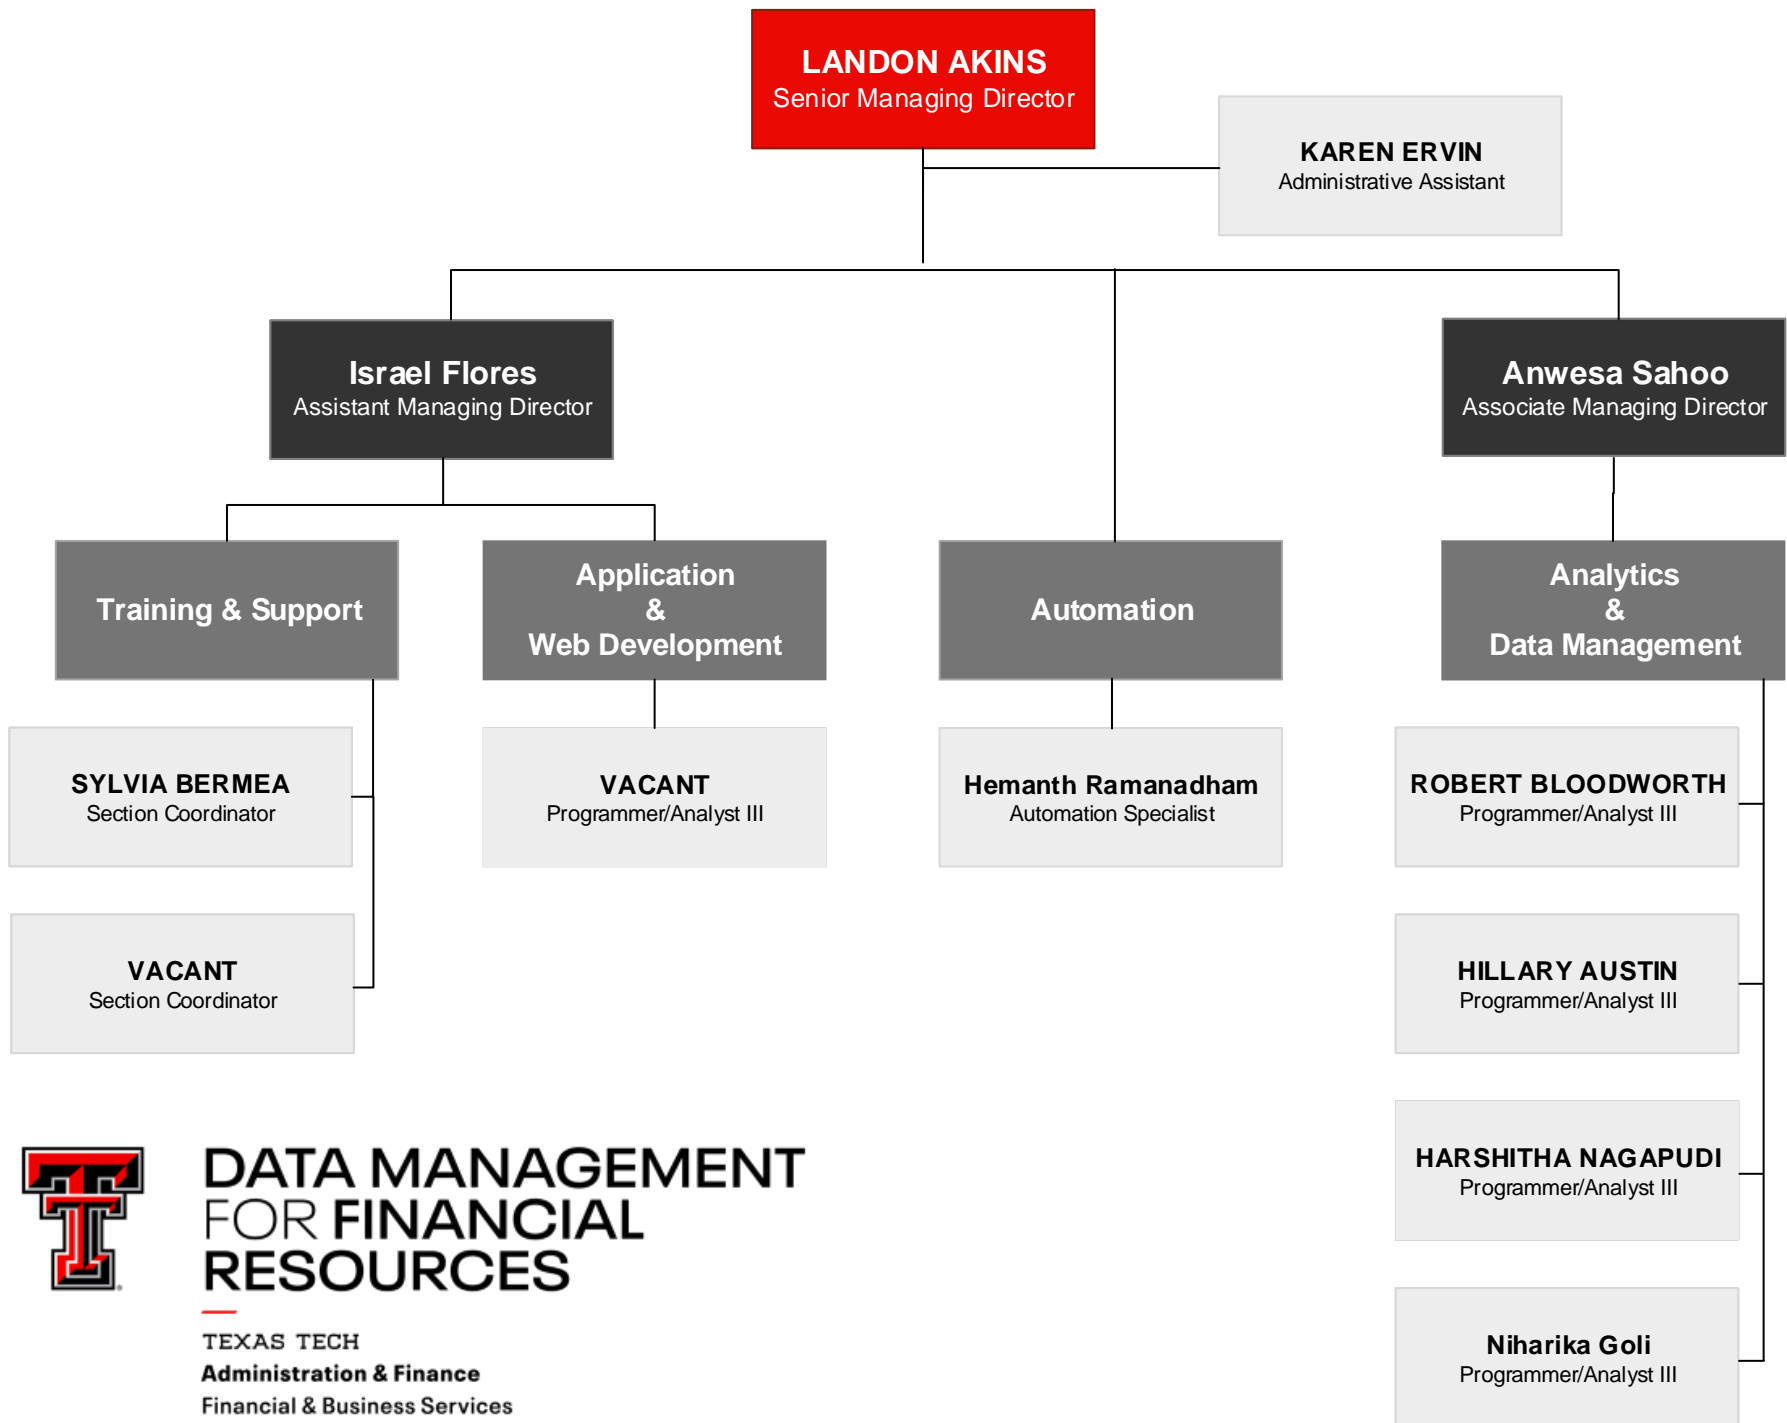 LANDON AKINS
Senior Managing Director
KAREN ERVIN
Administrative Assistant
Israel Flores
Assistant Managing Director
Anwesa Sahoo
Associate Managing Director
Training & Support
Application
&
Web Development
Automation
Analytics
&
Data Management
SYLVIA BERMEA
Section Coordinator
VACANT
Programmer/Analyst III
Hemanth Ramanadham
Automation Specialist
ROBERT BLOODWORTH
Programmer/Analyst III
VACANT
Section Coordinator
HILLARY AUSTIN
Programmer/Analyst III
HARSHITHA NAGAPUDI
Programmer/Analyst III
Niharika Goli
Programmer/Analyst III
DATA MANAGEMENT
FOR FINANCIAL
RESOURCES
TEXAS TECH
Administration & Finance
Financial & Business Services